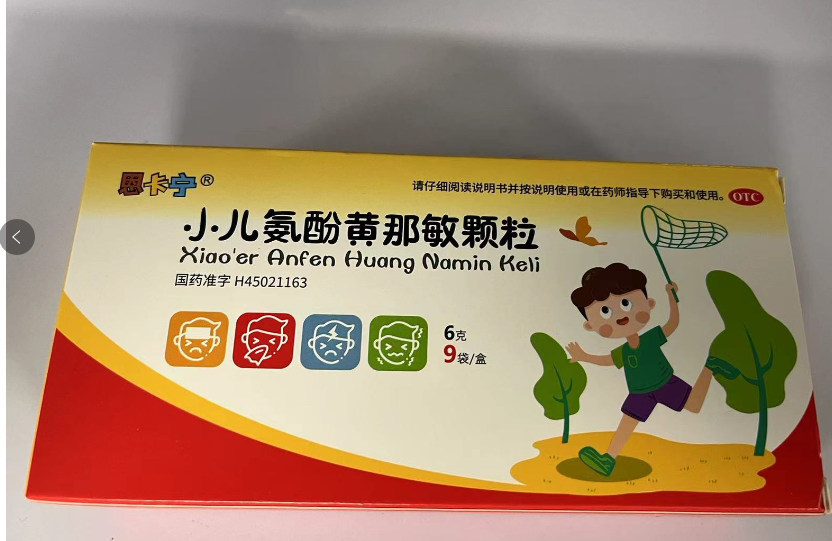 恩卡宁®
请仔细阅读说明书并按说明使用或在药师指导下购买和使用。
OTC
小儿氨酚黄那敏颗粒
Xiao'er Anfen Huang Namin Keli
国药准字 H45021163
6克
9袋/盒